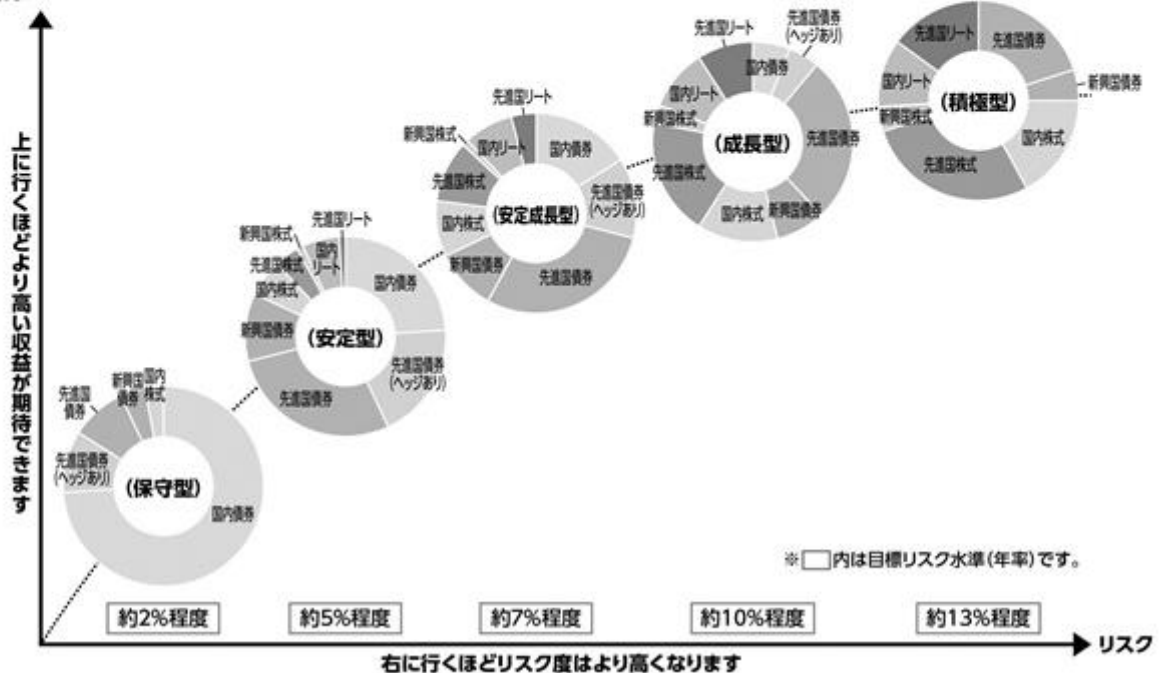 上に行くほどより高い収益が期待できます
先進国
債券
新興国
債券
国内
株式
先進国債券
(ヘッジあり)
(保守型)
国内債券
先進国リート
新興国株式
国内
リート
先進国株式
国内株式
国内債券
新興国債券
(安定型)
先進国債券
(ヘッジあり)
先進国債券
先進国リート
新興国株式
国内リート
国内債券
先進国株式
先進国債券
(ヘッジあり)
国内株式
(安定成長型)
新興国債券
先進国債券
先進国リート
先進国債券
(ヘッジあり)
国内債券
国内リート
新興国株式
(成長型)
先進国債券
先進国株式
国内株式
新興国債券
先進国リート
先進国債券
国内リート
新興国債券
(積極型)
新興国株式
国内株式
先進国株式
※□内は目標リスク水準(年率)です。
約2%程度
約5%程度
約7%程度
約10%程度
約13%程度
リスク
右に行くほどリスク度はより高くなります